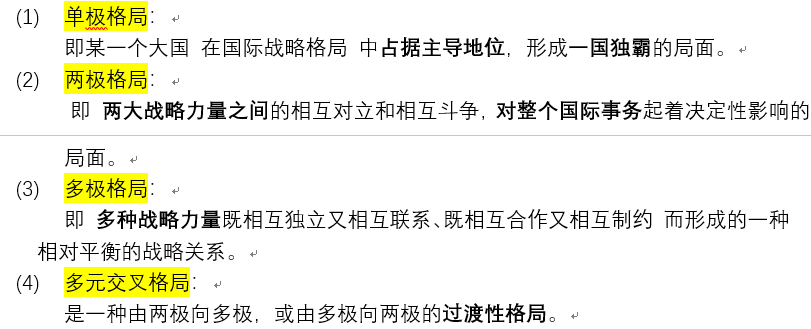 (1) 单极格局：
即某一个大国 在国际战略格局 中占据主导地位，形成一国独霸的局面。
(2) 两极格局：
即 两大战略力量之间的相互对立和相互斗争，对整个国际事务起着决定性影响的
局面。
(3) 多极格局：
即 多种战略力量既相互独立又相互联系、既相互合作又相互制约 而形成的一种
相对平衡的战略关系。
(4) 多元交叉格局：
是一种由两极向多极，或由多极向两极的过渡性格局。